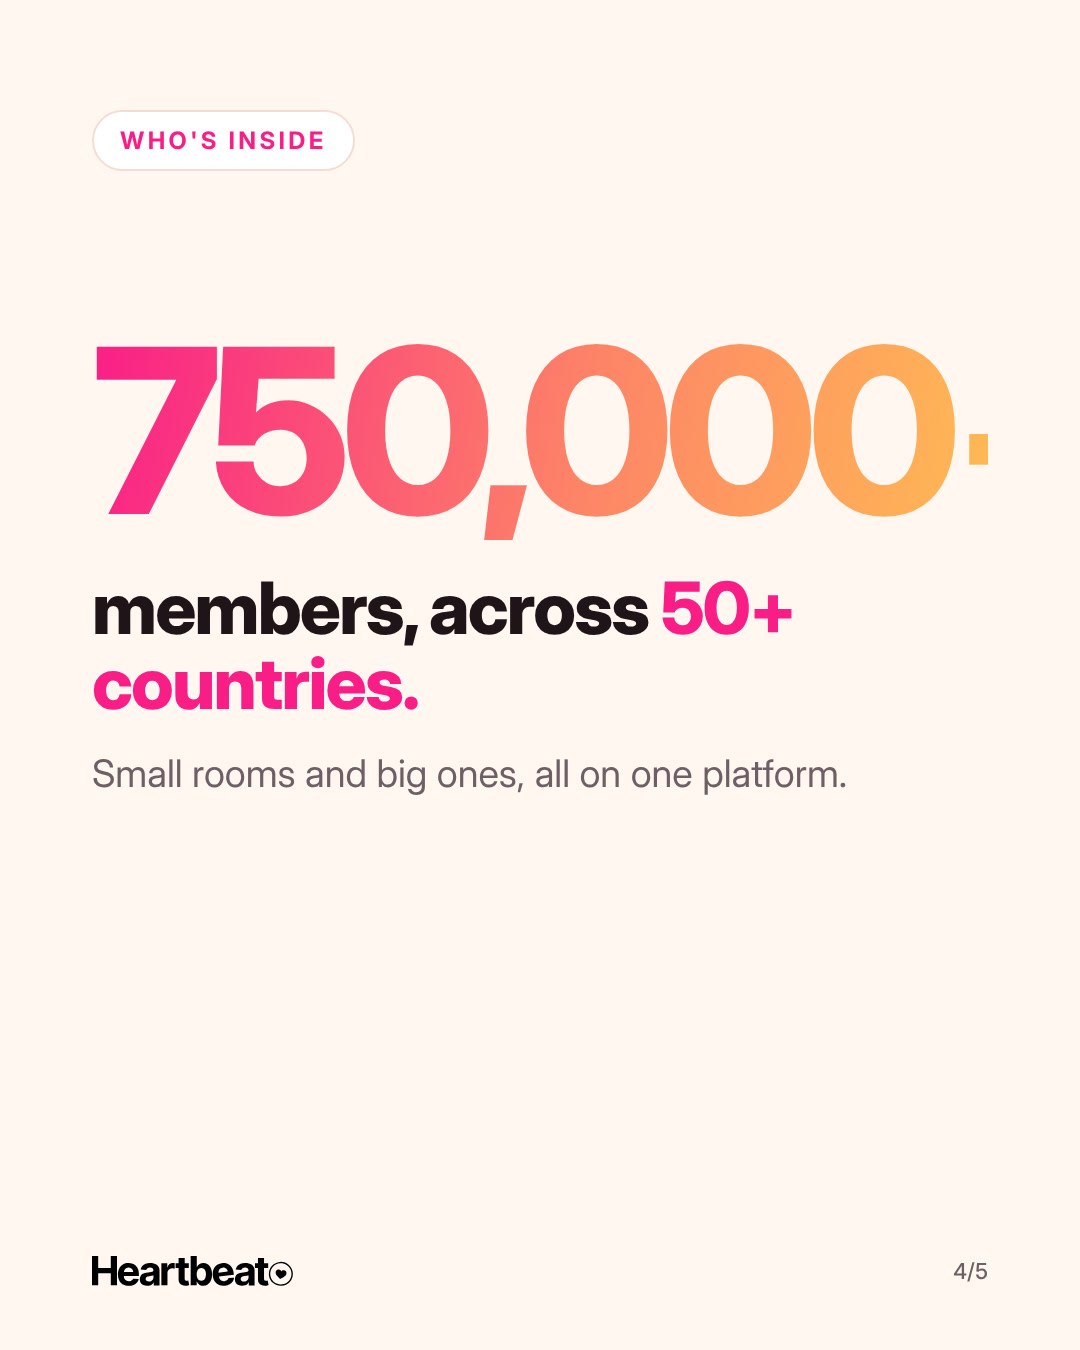 WHO'S INSIDE
750,000
members, across 50+
countries.
Small rooms and big ones, all on one platform.
Heartbeat
4/5